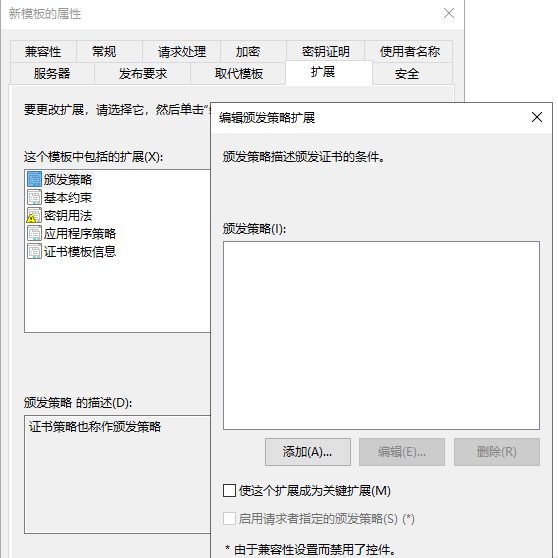 新模板的属性
兼容性 常规 请求处理 加密 密钥证明 使用者名称
服务器 发布要求 取代模板 扩展 安全
要更改扩展，请选择它，然后单击“
编辑颁发策略扩展
颁发策略描述颁发证书的条件。
这个模板中包括的扩展(X):
颁发策略
基本约束
密钥用法
应用程序策略
证书模板信息
颁发策略(I):
添加(A)... 编辑(E)... 删除(R)
颁发策略 的描述(D):
证书策略也称作颁发策略
使这个扩展成为关键扩展(M)
启用请求者指定的颁发策略(S) (*)
* 由于兼容性设置而禁用了控件。